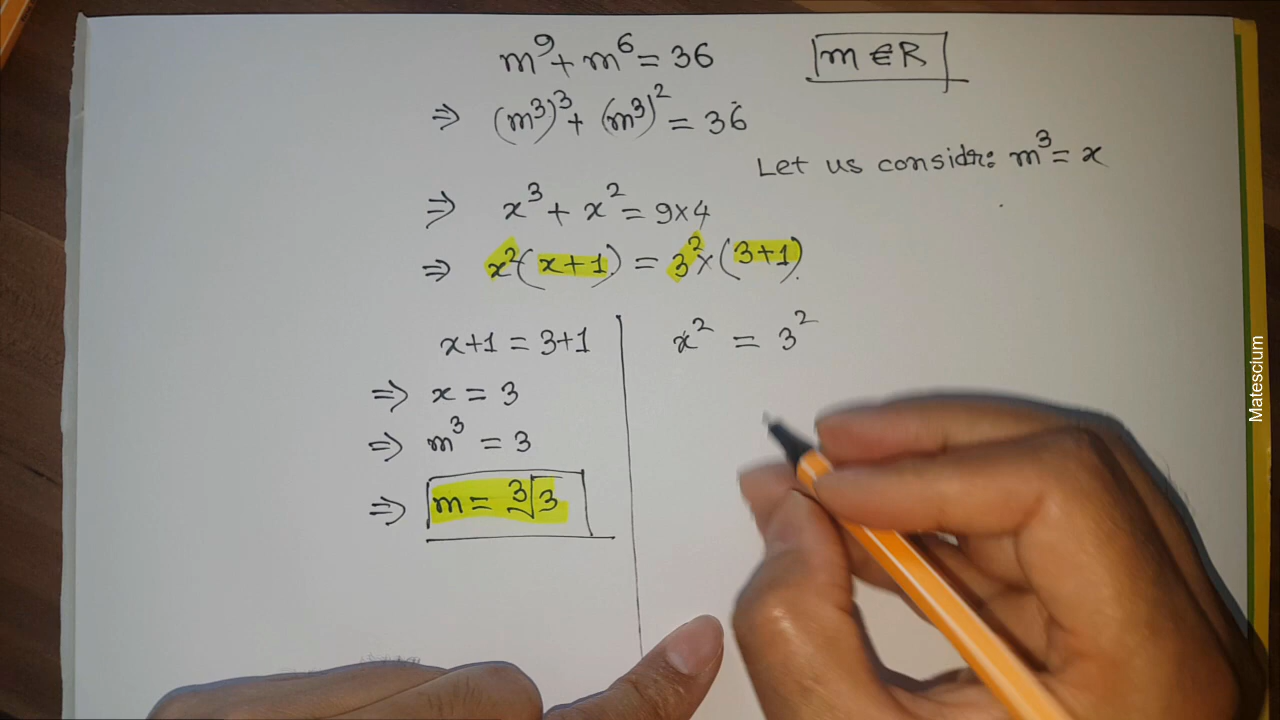 m⁹ + m⁶ = 36 m ∈ R
⇒ (m³)³ + (m³)² = 36
Let us considr: m³ = x
⇒ x³ + x² = 9×4
⇒ x²(x+1) = 3²×(3+1)
x+1 = 3+1 x² = 3²
⇒ x = 3
⇒ m³ = 3
⇒ m = ∛3
Matescium